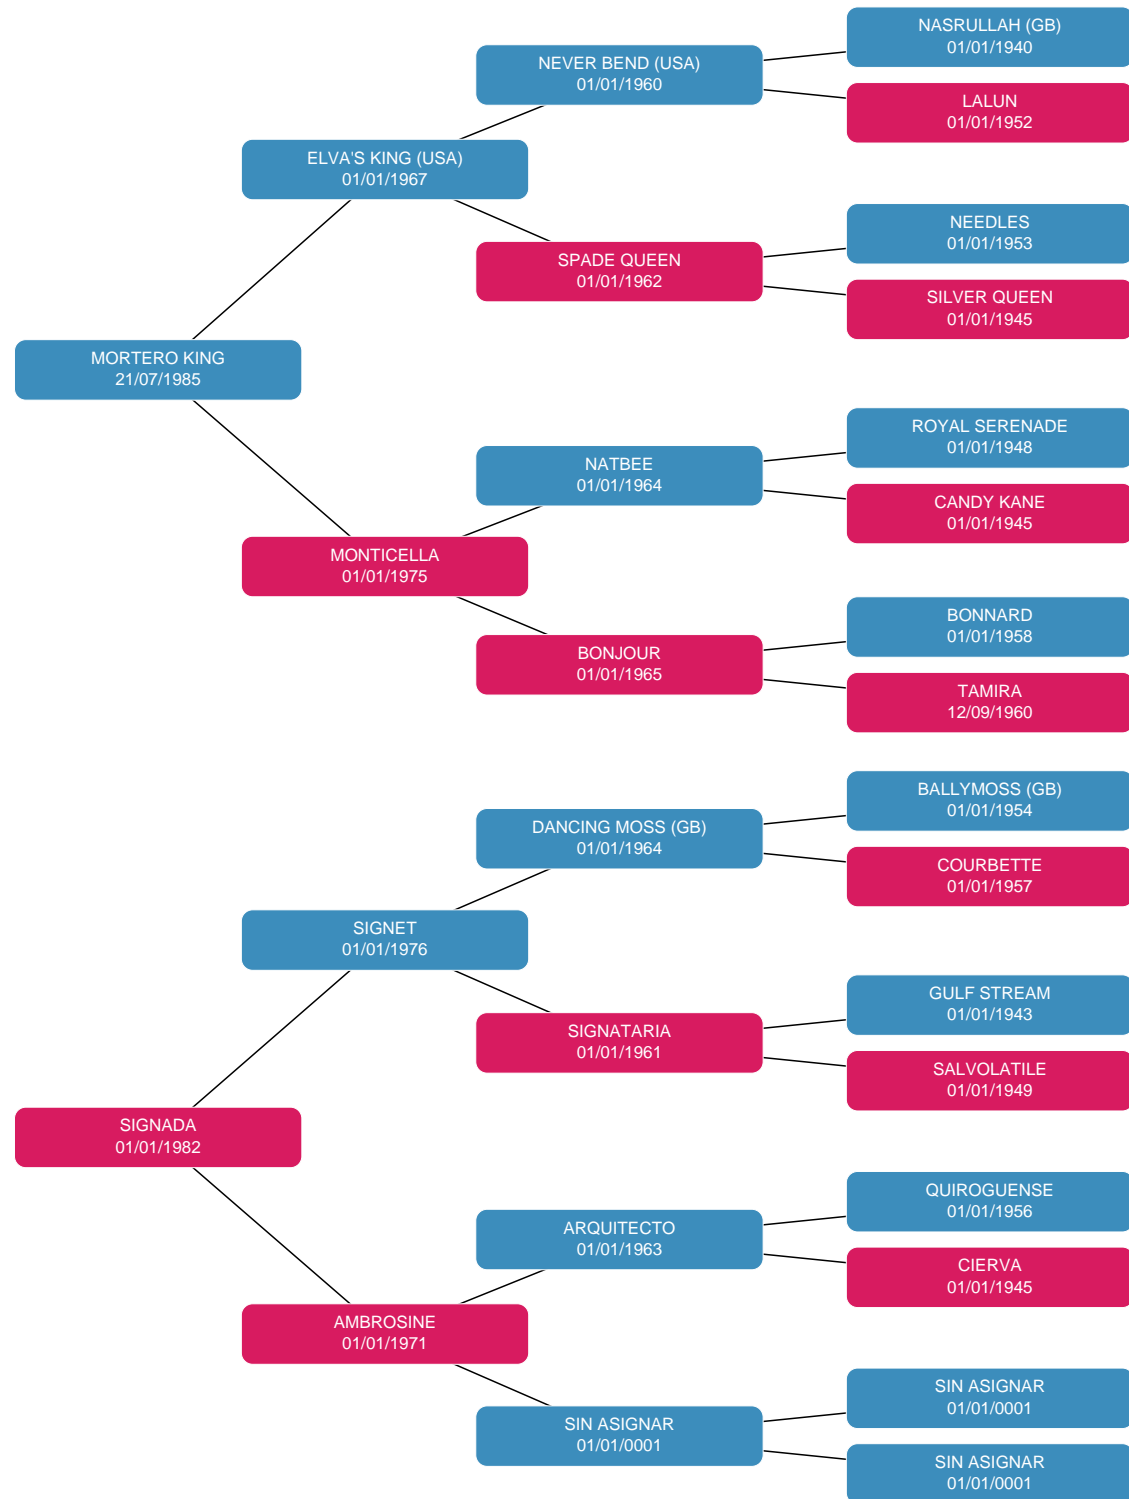 NASRULLAH (GB)
01/01/1940
NEVER BEND (USA)
01/01/1960
LALUN
01/01/1952
ELVA'S KING (USA)
01/01/1967
NEEDLES
01/01/1953
SPADE QUEEN
01/01/1962
SILVER QUEEN
01/01/1945
MORTERO KING
21/07/1985
ROYAL SERENADE
01/01/1948
NATBEE
01/01/1964
CANDY KANE
01/01/1945
MONTICELLA
01/01/1975
BONNARD
01/01/1958
BONJOUR
01/01/1965
TAMIRA
12/09/1960
BALLYMOSS (GB)
01/01/1954
DANCING MOSS (GB)
01/01/1964
COURBETTE
01/01/1957
SIGNET
01/01/1976
GULF STREAM
01/01/1943
SIGNATARIA
01/01/1961
SALVOLATILE
01/01/1949
SIGNADA
01/01/1982
QUIROGUENSE
01/01/1956
ARQUITECTO
01/01/1963
CIERVA
01/01/1945
AMBROSINE
01/01/1971
SIN ASIGNAR
01/01/0001
SIN ASIGNAR
01/01/0001
SIN ASIGNAR
01/01/0001